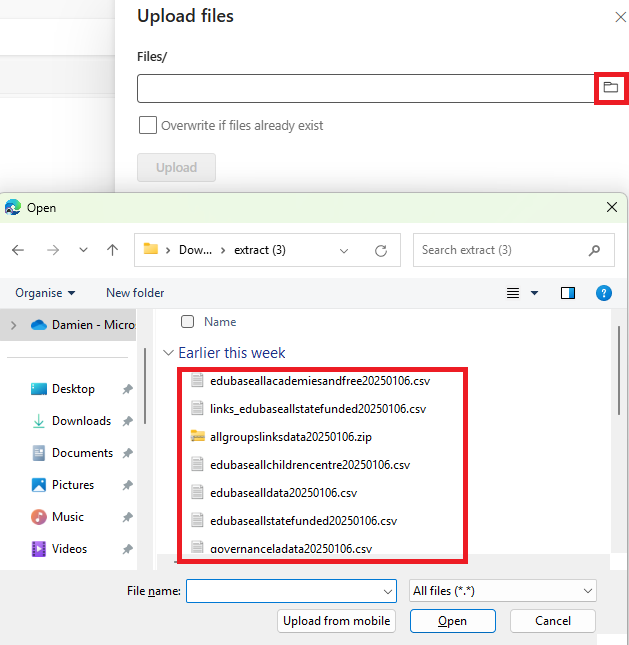 Upload files
Files/
Overwrite if files already exist
Upload
Open
Dow... > extract (3)
Search extract (3)
Organise
New folder
Damien - Micros
Name
Earlier this week
edubaseallacademiesandfree20250106.csv
links_edubaseallstatefunded20250106.csv
allgroupslinksdata20250106.zip
edubaseallchildrencentre20250106.csv
edubasealldata20250106.csv
edubaseallstatefunded20250106.csv
governanceladata20250106.csv
Desktop
Downloads
Documents
Pictures
Music
Videos
File name:
All files (*.*)
Upload from mobile
Open
Cancel